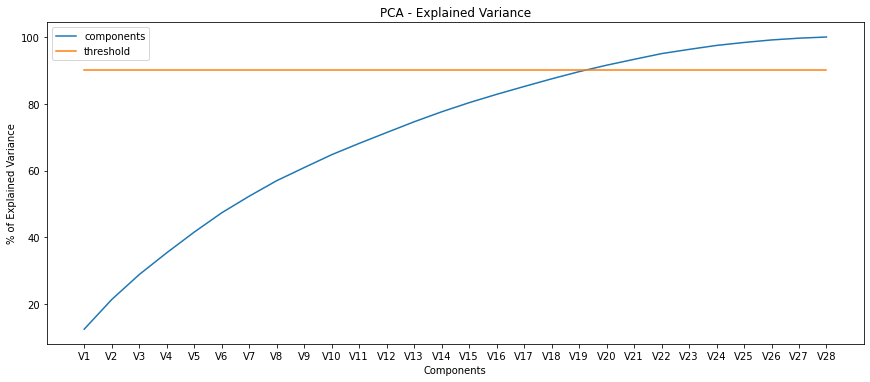 PCA - Explained Variance
components
threshold
% of Explained Variance
100
80
60
40
20
V1 V2 V3 V4 V5 V6 V7 V8 V9 V10 V11 V12 V13 V14 V15 V16 V17 V18 V19 V20 V21 V22 V23 V24 V25 V26 V27 V28
Components